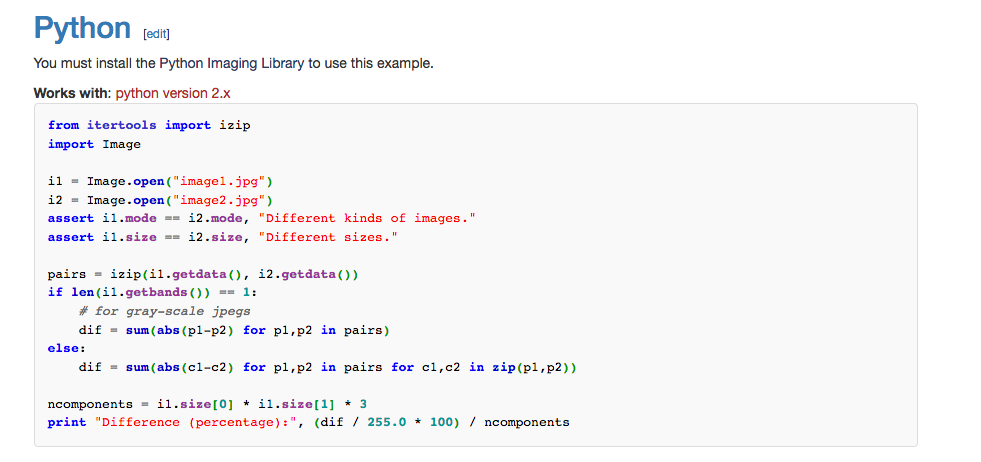 Python [edit]
You must install the Python Imaging Library to use this example.
Works with: python version 2.x
from itertools import izip
import Image

i1 = Image.open("image1.jpg")
i2 = Image.open("image2.jpg")
assert i1.mode == i2.mode, "Different kinds of images."
assert i1.size == i2.size, "Different sizes."

pairs = izip(i1.getdata(), i2.getdata())
if len(i1.getbands()) == 1:
    # for gray-scale jpegs
    dif = sum(abs(p1-p2) for p1,p2 in pairs)
else:
    dif = sum(abs(c1-c2) for p1,p2 in pairs for c1,c2 in zip(p1,p2))

ncomponents = i1.size[0] * i1.size[1] * 3
print "Difference (percentage):", (dif / 255.0 * 100) / ncomponents